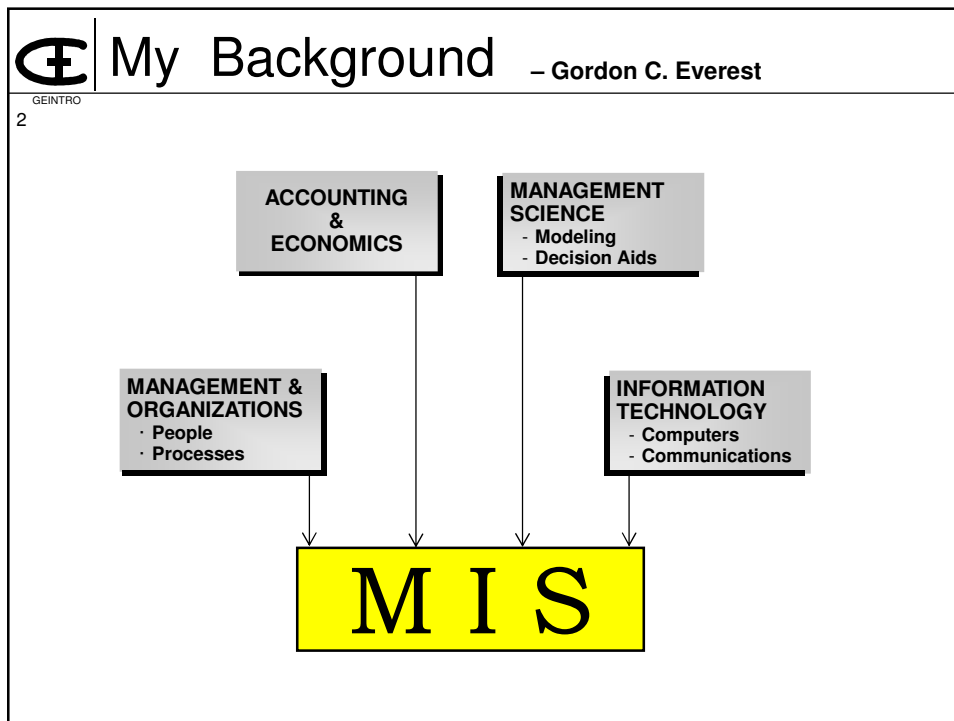 My Background – Gordon C. Everest
GEINTRO
2
ACCOUNTING
&
ECONOMICS
MANAGEMENT
SCIENCE
- Modeling
- Decision Aids
MANAGEMENT &
ORGANIZATIONS
· People
· Processes
INFORMATION
TECHNOLOGY
- Computers
- Communications
M I S